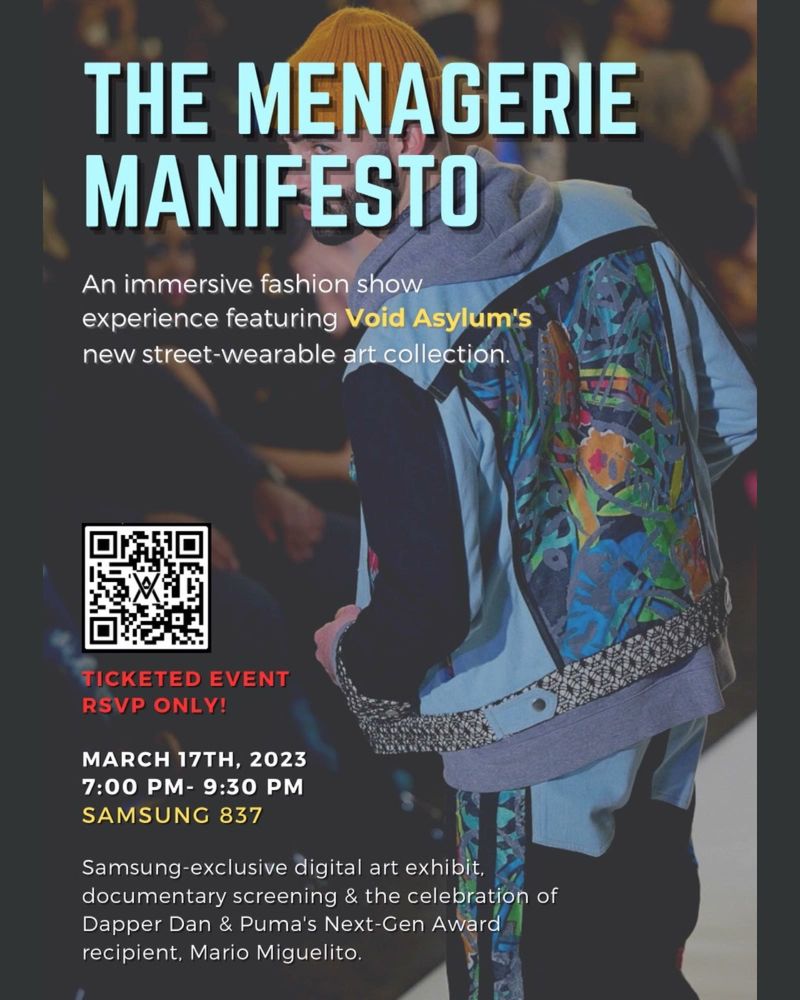 THE MENAGERIE
MANIFESTO
An immersive fashion show
experience featuring Void Asylum's
new street-wearable art collection.
TICKETED EVENT
RSVP ONLY!
MARCH 17TH, 2023
7:00 PM- 9:30 PM
SAMSUNG 837
Samsung-exclusive digital art exhibit,
documentary screening & the celebration of
Dapper Dan & Puma's Next-Gen Award
recipient, Mario Miguelito.